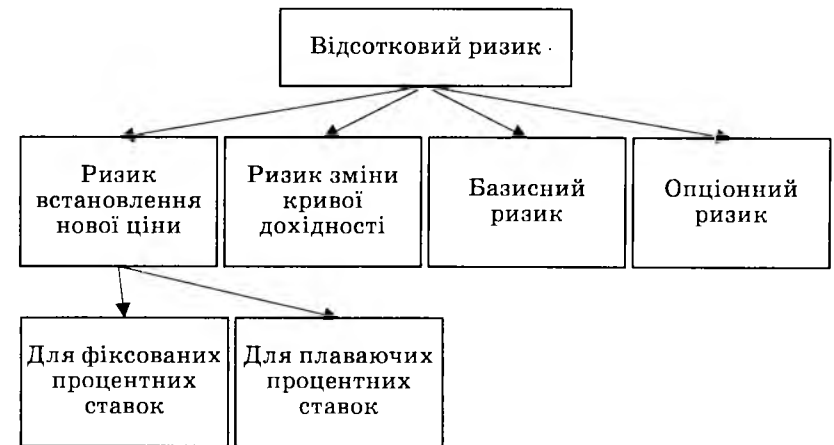 Відсотковий ризик
Ризик
встановлення
нової ціни
Ризик зміни
кривої
дохідності
Базисний
ризик
Опціонний
ризик
Для фіксованих
процентних
ставок
Для плаваючих
процентних
ставок